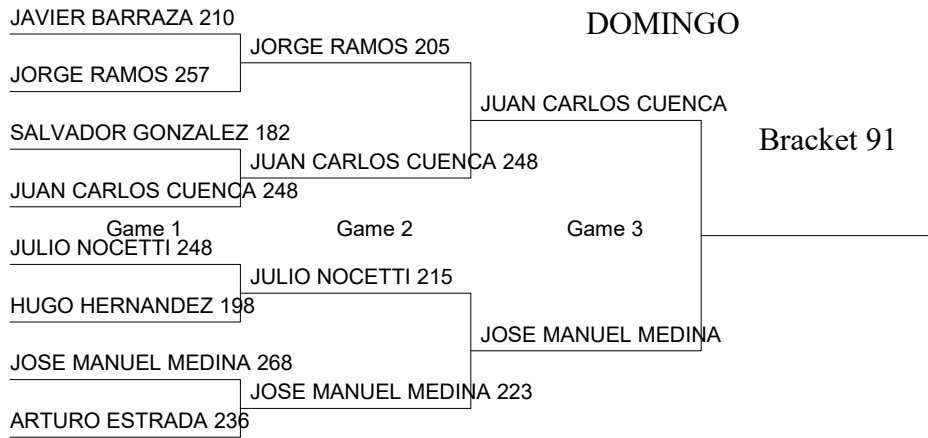 JAVIER BARRAZA 210
DOMINGO
JORGE RAMOS 205
JORGE RAMOS 257
JUAN CARLOS CUENCA
SALVADOR GONZALEZ 182
Bracket 91
JUAN CARLOS CUENCA 248
JUAN CARLOS CUENCA 248
Game 1
Game 2
Game 3
JULIO NOCETTI 248
JULIO NOCETTI 215
HUGO HERNANDEZ 198
JOSE MANUEL MEDINA
JOSE MANUEL MEDINA 268
JOSE MANUEL MEDINA 223
ARTURO ESTRADA 236